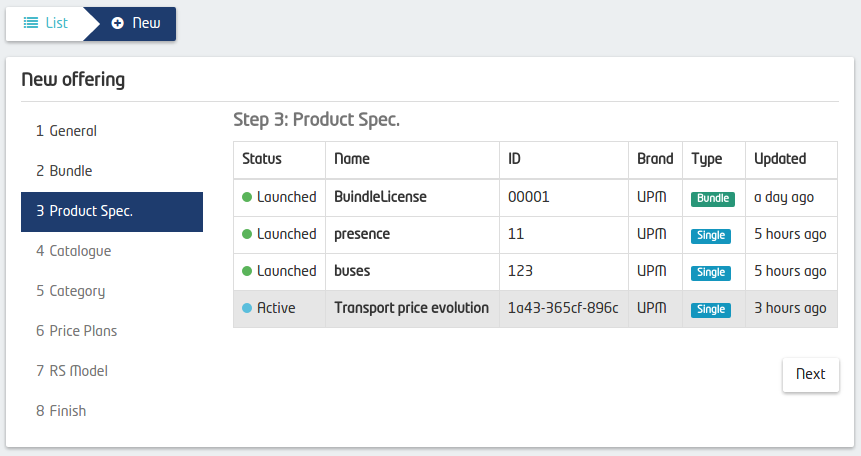 List
New
New offering
1 General
2 Bundle
3 Product Spec.
4 Catalogue
5 Category
6 Price Plans
7 RS Model
8 Finish
Step 3: Product Spec.
Status Name ID Brand Type Updated
Launched BuindleLicense 00001 UPM Bundle a day ago
Launched presence 11 UPM Single 5 hours ago
Launched buses 123 UPM Single 5 hours ago
Active Transport price evolution 1a43-365cf-896c UPM Single 3 hours ago
Next